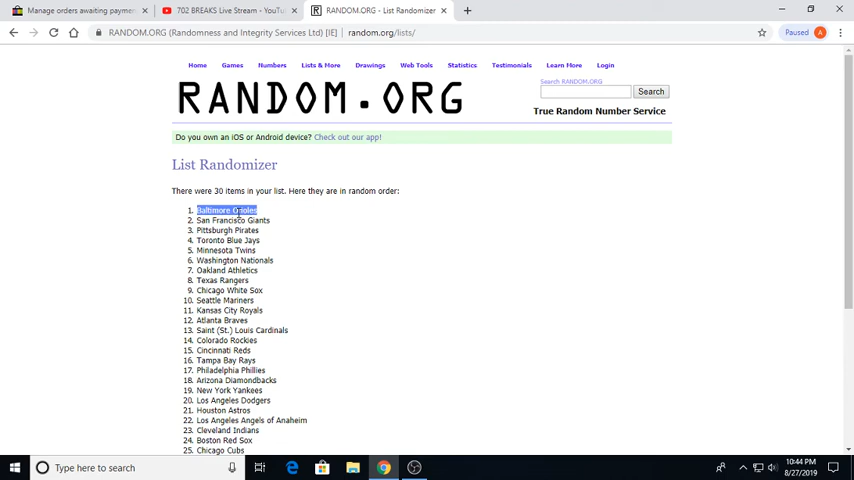 Manage orders awaiting paymen
702 BREAKS Live Stream - YouTu
RANDOM.ORG - List Randomizer
RANDOM.ORG (Randomness and Integrity Services Ltd) [IE] | random.org/lists/
Paused
A
Home Games Numbers Lists & More Drawings Web Tools Statistics Testimonials Learn More Login
RANDOM.ORG
Search RANDOM.ORG
Search
True Random Number Service
Do you own an iOS or Android device? Check out our app!
List Randomizer
There were 30 items in your list. Here they are in random order:
1. Baltimore Orioles
2. San Francisco Giants
3. Pittsburgh Pirates
4. Toronto Blue Jays
5. Minnesota Twins
6. Washington Nationals
7. Oakland Athletics
8. Texas Rangers
9. Chicago White Sox
10. Seattle Mariners
11. Kansas City Royals
12. Atlanta Braves
13. Saint (St.) Louis Cardinals
14. Colorado Rockies
15. Cincinnati Reds
16. Tampa Bay Rays
17. Philadelphia Phillies
18. Arizona Diamondbacks
19. New York Yankees
20. Los Angeles Dodgers
21. Houston Astros
22. Los Angeles Angels of Anaheim
23. Cleveland Indians
24. Boston Red Sox
25. Chicago Cubs
Type here to search
10:44 PM
8/27/2019